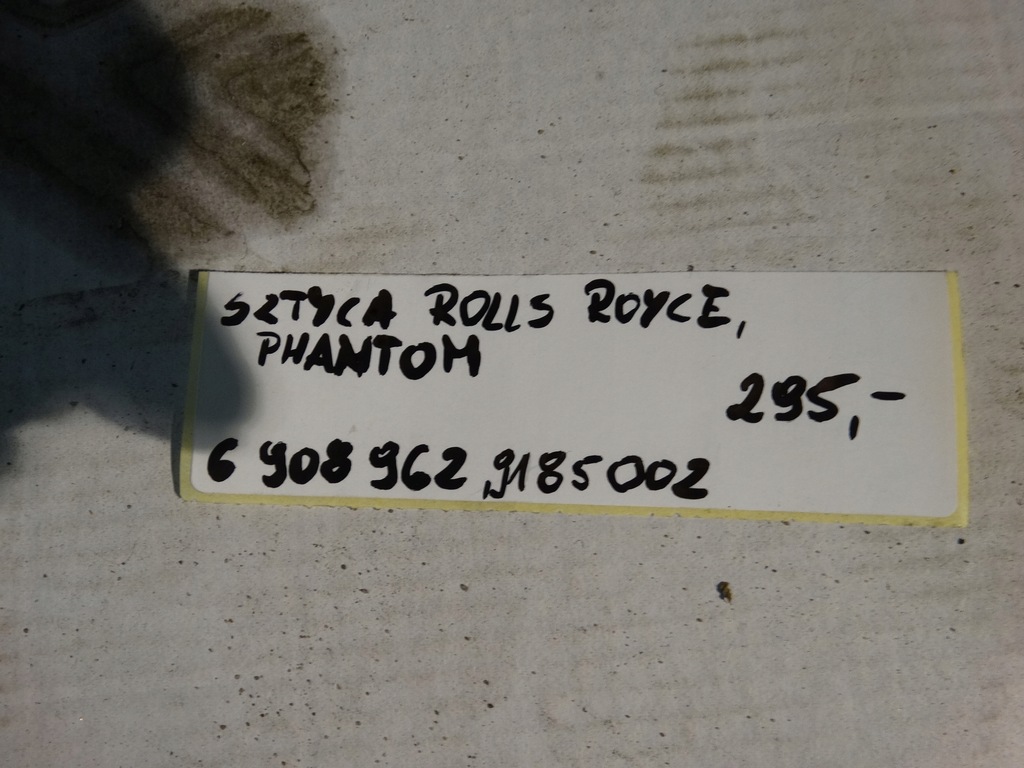 SZTYCA ROLLS ROYCE,
PHANTOM
295,-
6 908 962, 9185002